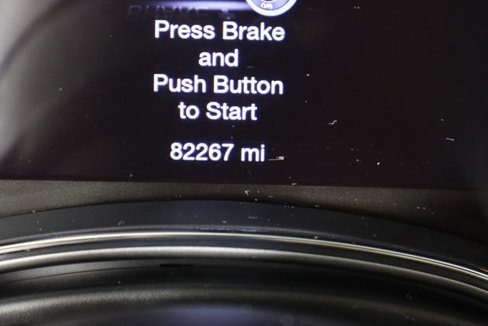 Press Brake
and
Push Button
to Start
82267 mi